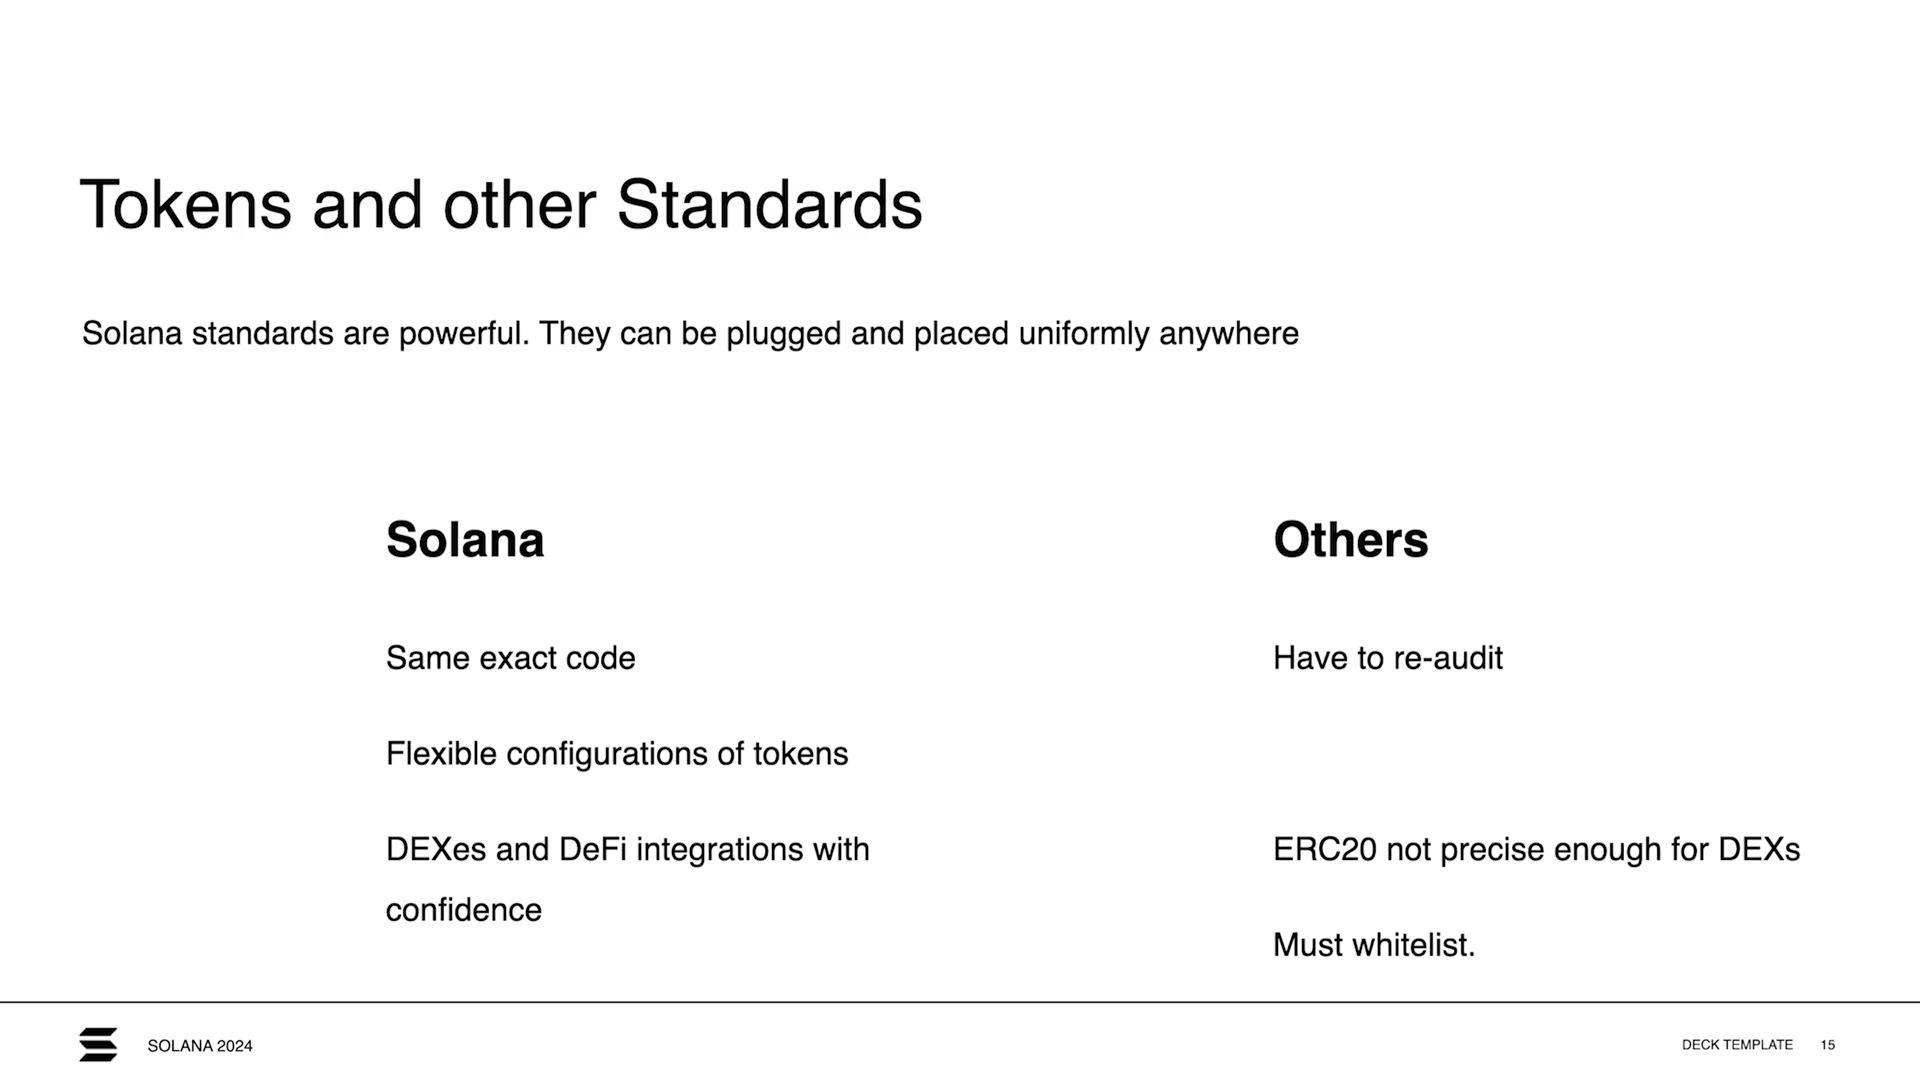 Tokens and other Standards
Solana standards are powerful. They can be plugged and placed uniformly anywhere
Solana
Same exact code
Flexible configurations of tokens
DEXes and DeFi integrations with
confidence
Others
Have to re-audit
ERC20 not precise enough for DEXs
Must whitelist.
SOLANA 2024
DECK TEMPLATE 15